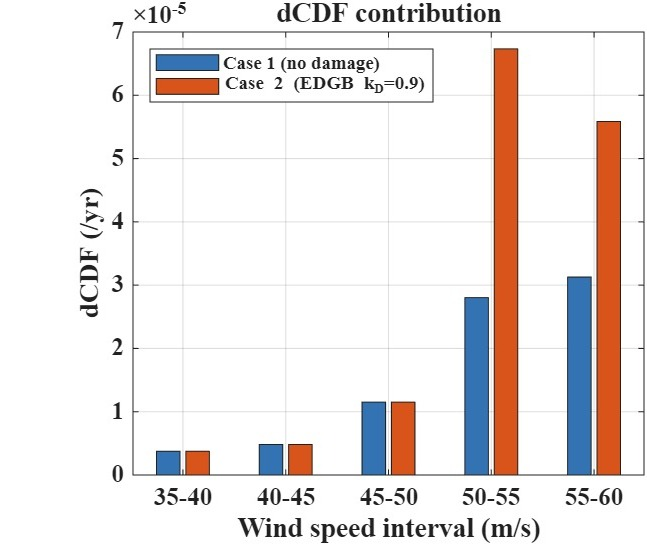 ×10⁻⁵
dCDF contribution
Case 1 (no damage)
Case 2 (EDGB k_D=0.9)
dCDF (/yr)
7
6
5
4
3
2
1
0
35-40 40-45 45-50 50-55 55-60
Wind speed interval (m/s)